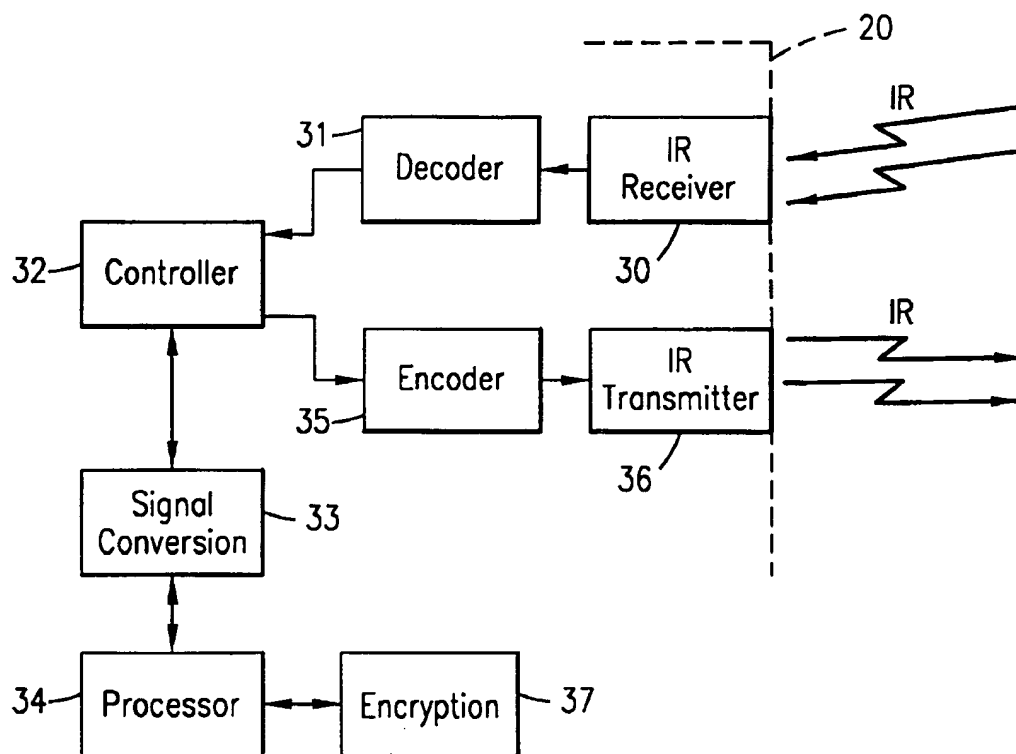 20
IR
31
Decoder
IR
Receiver
30
32
Controller
IR
Encoder
35
IR
Transmitter
36
Signal
Conversion
33
34
Processor
Encryption
37